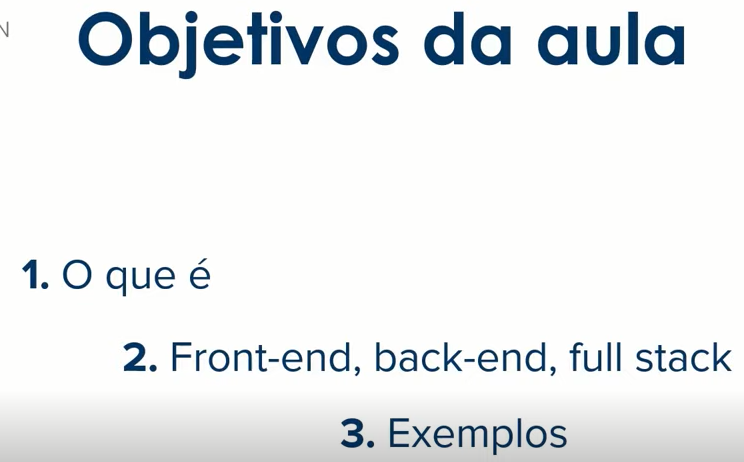 N
Objetivos da aula
1. O que é
2. Front-end, back-end, full stack
3. Exemplos